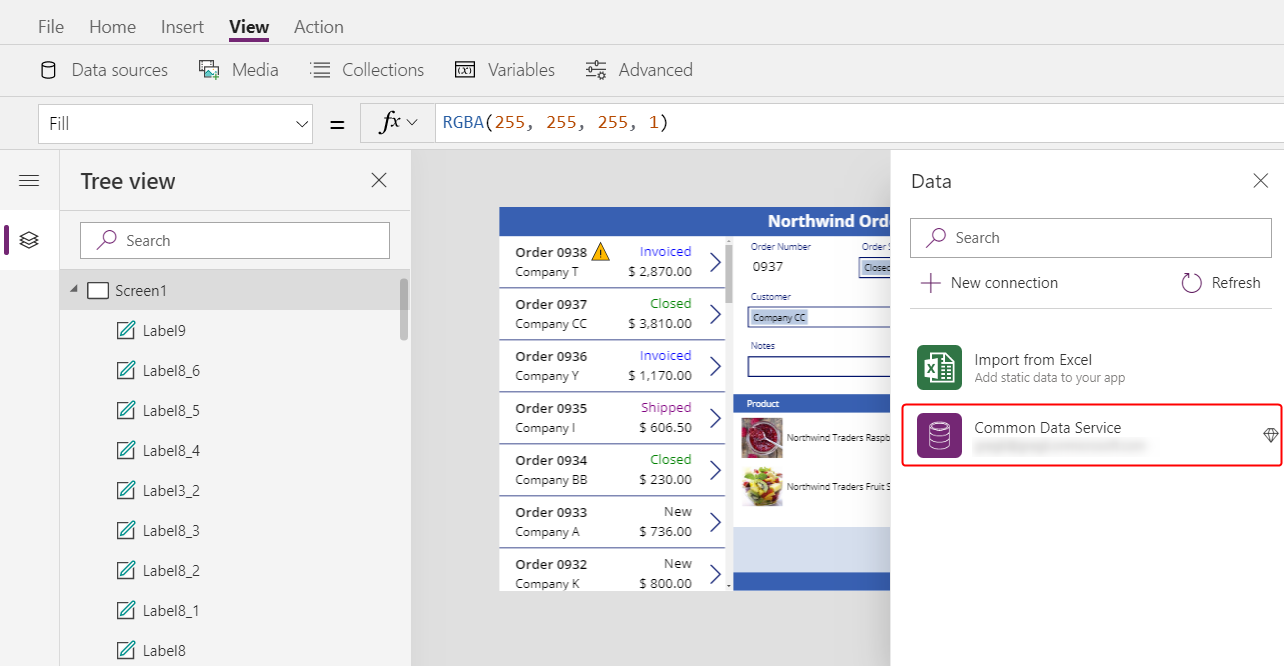 File Home Insert View Action
Data sources Media Collections Variables Advanced
Fill = fx RGBA(255, 255, 255, 1)
Tree view
Search
Screen1
Label9
Label8_6
Label8_5
Label8_4
Label3_2
Label8_3
Label8_2
Label8_1
Label8
Northwind
Order 0938 Invoiced
Company T $ 2,870.00
Order 0937 Closed
Company CC $ 3,810.00
Order 0936 Invoiced
Company Y $ 1,170.00
Order 0935 Shipped
Company I $ 606.50
Order 0934 Closed
Company BB $ 230.00
Order 0933 New
Company A $ 736.00
Order 0932 New
Company K $ 800.00
Order Number Order
0937 Closed
Customer
Company CC
Notes
Product
Northwind Traders
Northwind Traders Fruit
Data
Search
New connection Refresh
Import from Excel
Add static data to your app
Common Data Service